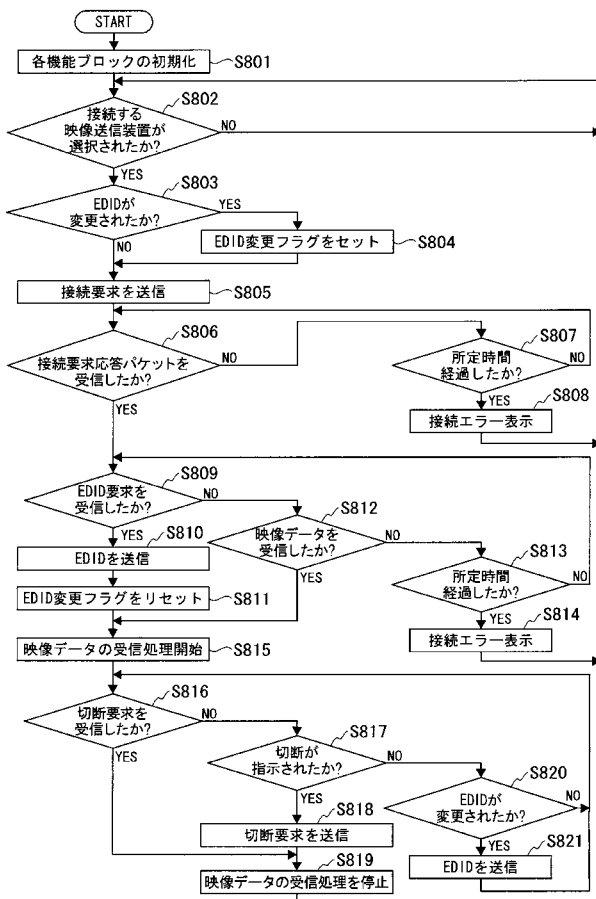 START
各機能ブロックの初期化
S801
S802
接続する
映像送信装置が
選択されたか?
NO
YES
S803
EDIDが
変更されたか?
YES
NO
EDID変更フラグをセット
S804
接続要求を送信
S805
S806
接続要求応答パケットを
受信したか?
NO
YES
S807
所定時間
経過したか?
NO
YES
S808
接続エラー表示
S809
EDID要求を
受信したか?
NO
YES
S810
EDIDを送信
EDID変更フラグをリセット
S811
S812
映像データを
受信したか?
NO
YES
S813
所定時間
経過したか?
NO
YES
S814
接続エラー表示
映像データの受信処理開始
S815
S816
切断要求を
受信したか?
NO
YES
S817
切断が
指示されたか?
NO
YES
S818
切断要求を送信
S819
映像データの受信処理を停止
S820
EDIDが
変更されたか?
NO
YES
S821
EDIDを送信